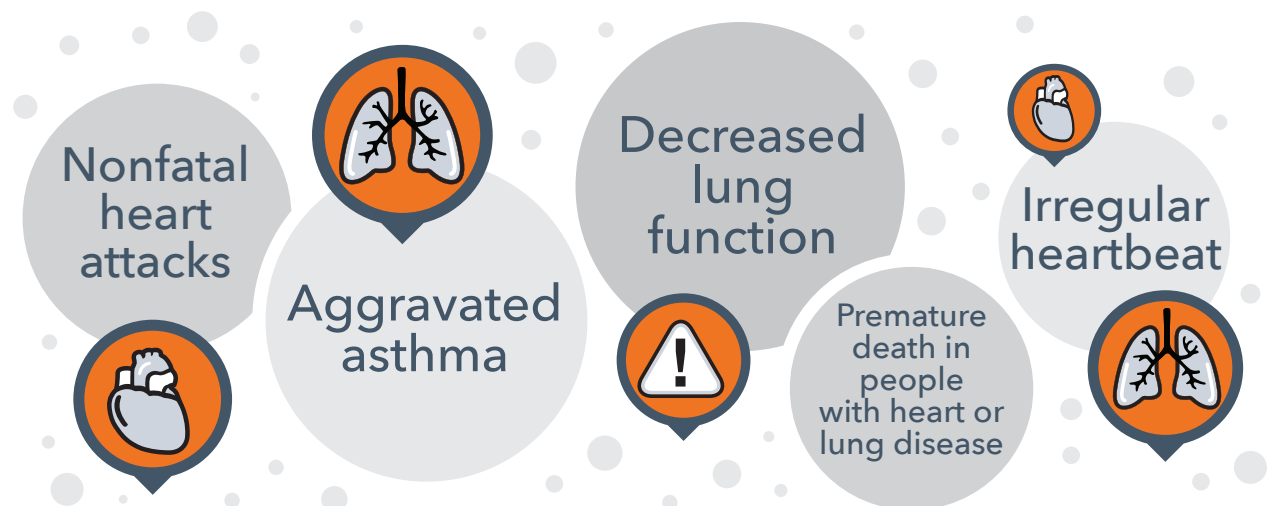 Nonfatal
heart
attacks
Aggravated
asthma
Decreased
lung
function
Premature
death in
people
with heart or
lung disease
Irregular
heartbeat